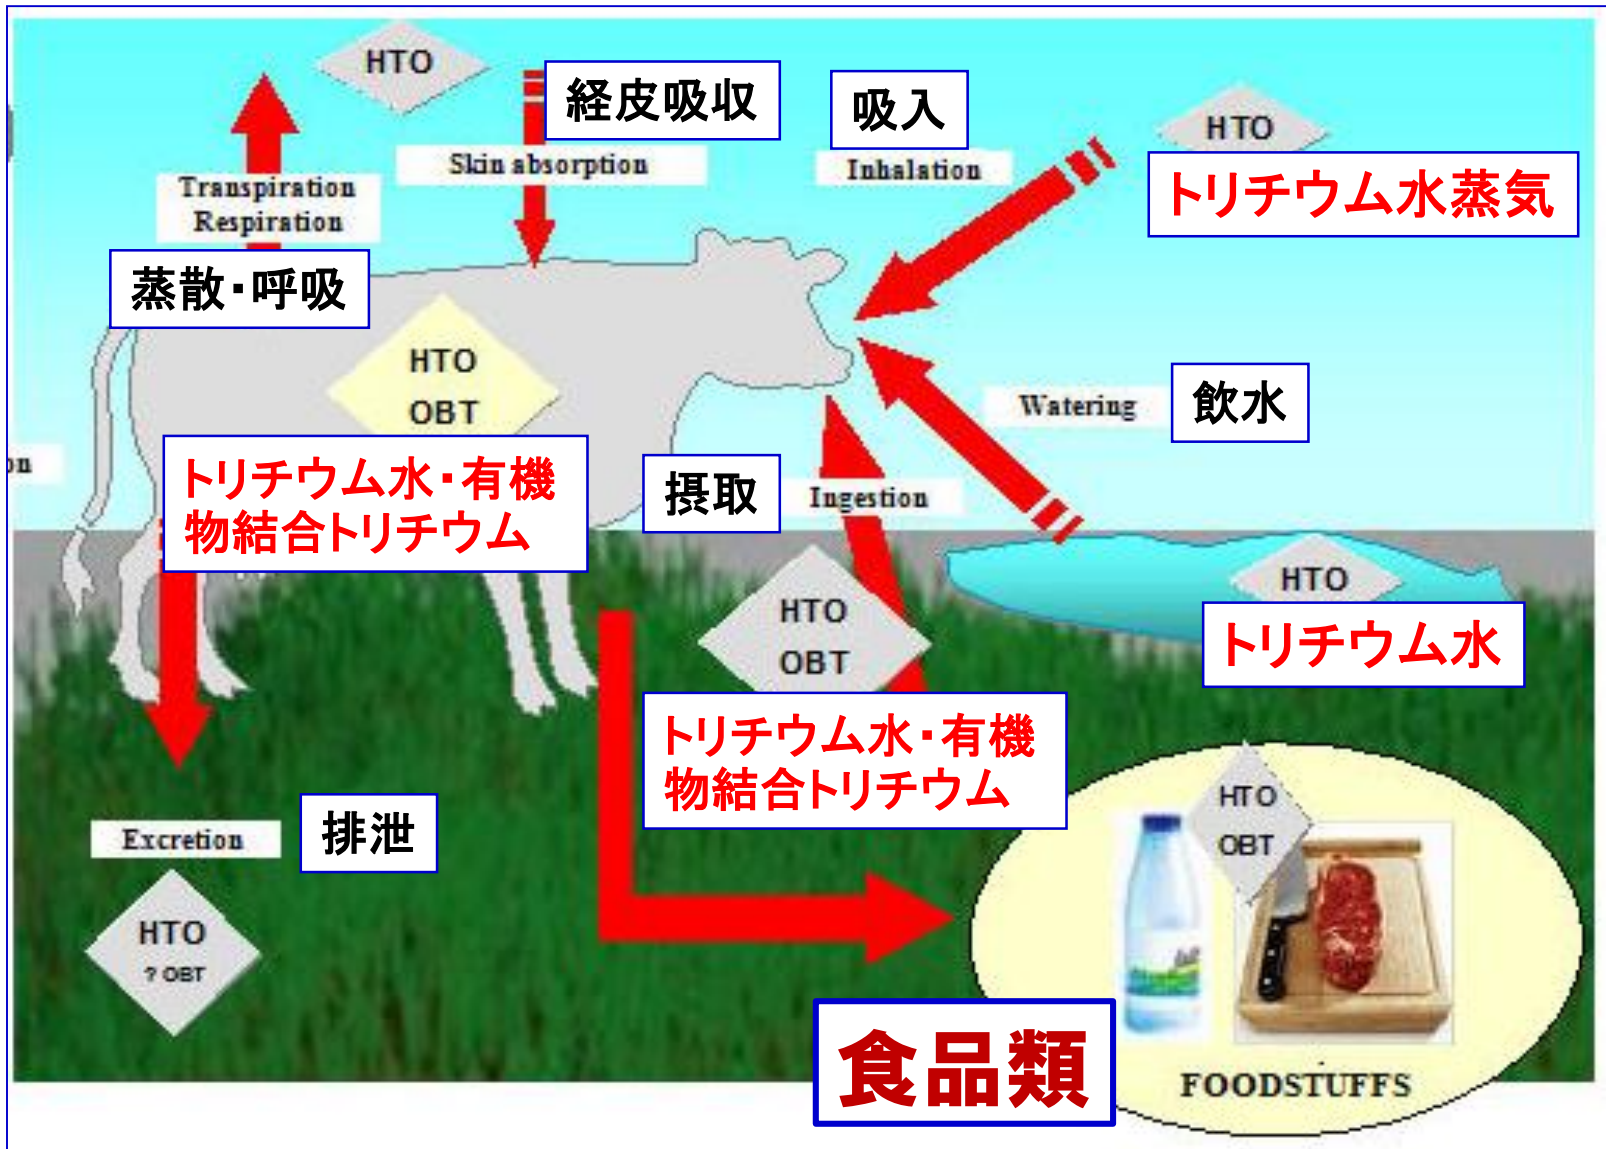 HTO
経皮吸収
吸入
HTO
Skin absorption
Inhalation
トリチウム水蒸気
Transpiration
Respiration
蒸散・呼吸
HTO
OBT
Watering
飲水
トリチウム水・有機
物結合トリチウム
摂取
Ingestion
HTO
トリチウム水
HTO
OBT
トリチウム水・有機
物結合トリチウム
Excretion
排泄
HTO
? OBT
HTO
OBT
食品類
FOODSTUFFS